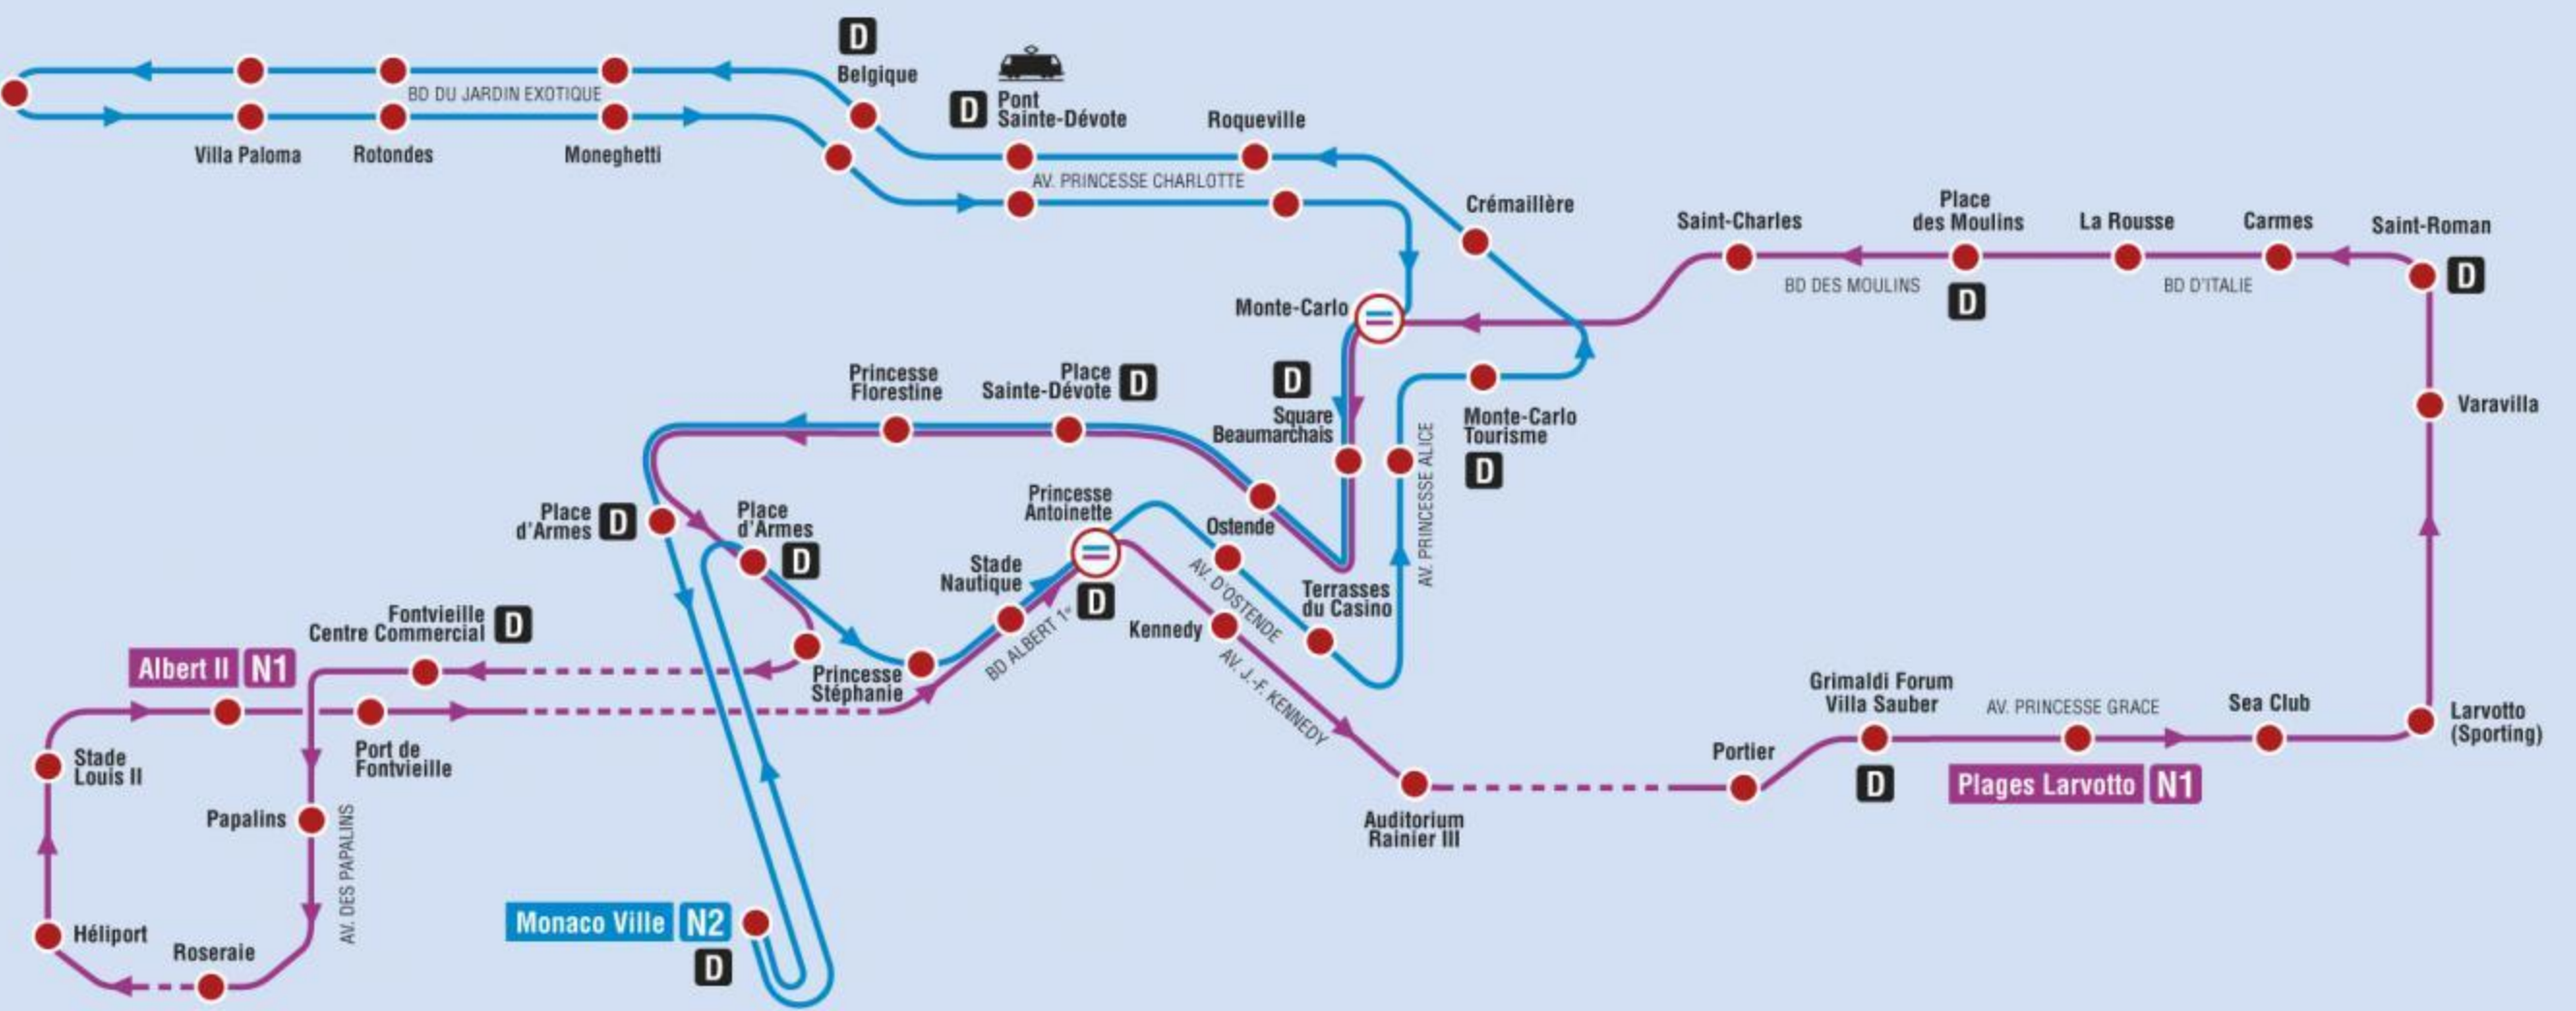 D
Belgique
D
Pont
Sainte-Dévote
Roqueville
BD DU JARDIN EXOTIQUE
Villa Paloma
Rotondes
Moneghetti
AV. PRINCESSE CHARLOTTE
Crémaillère
Saint-Charles
Place
des Moulins
La Rousse
Carmes
Saint-Roman
D
BD DES MOULINS
D
BD D'ITALIE
Monte-Carlo
Princesse
Florestine
Place
Sainte-Dévote
D
D
Square
Beaumarchais
Monte-Carlo
Tourisme
D
AV. PRINCESSE ALICE
Varavilla
Place
d'Armes
D
Place
d'Armes
D
Princesse
Antoinette
D
Ostende
Stade
Nautique
AV. D'OSTENDE
Terrasses
du Casino
BD ALBERT 1er
Kennedy
AV. J.-F. KENNEDY
Fontvieille
Centre Commercial
D
Albert II
N1
Princesse
Stéphanie
Stade
Louis II
Port de
Fontvieille
Grimaldi Forum
Villa Sauber
D
AV. PRINCESSE GRACE
Sea Club
Larvotto
(Sporting)
Portier
Plages Larvotto
N1
Papalins
AV. DES PAPALINS
Auditorium
Rainier III
Héliport
Roseraie
Monaco Ville
N2
D